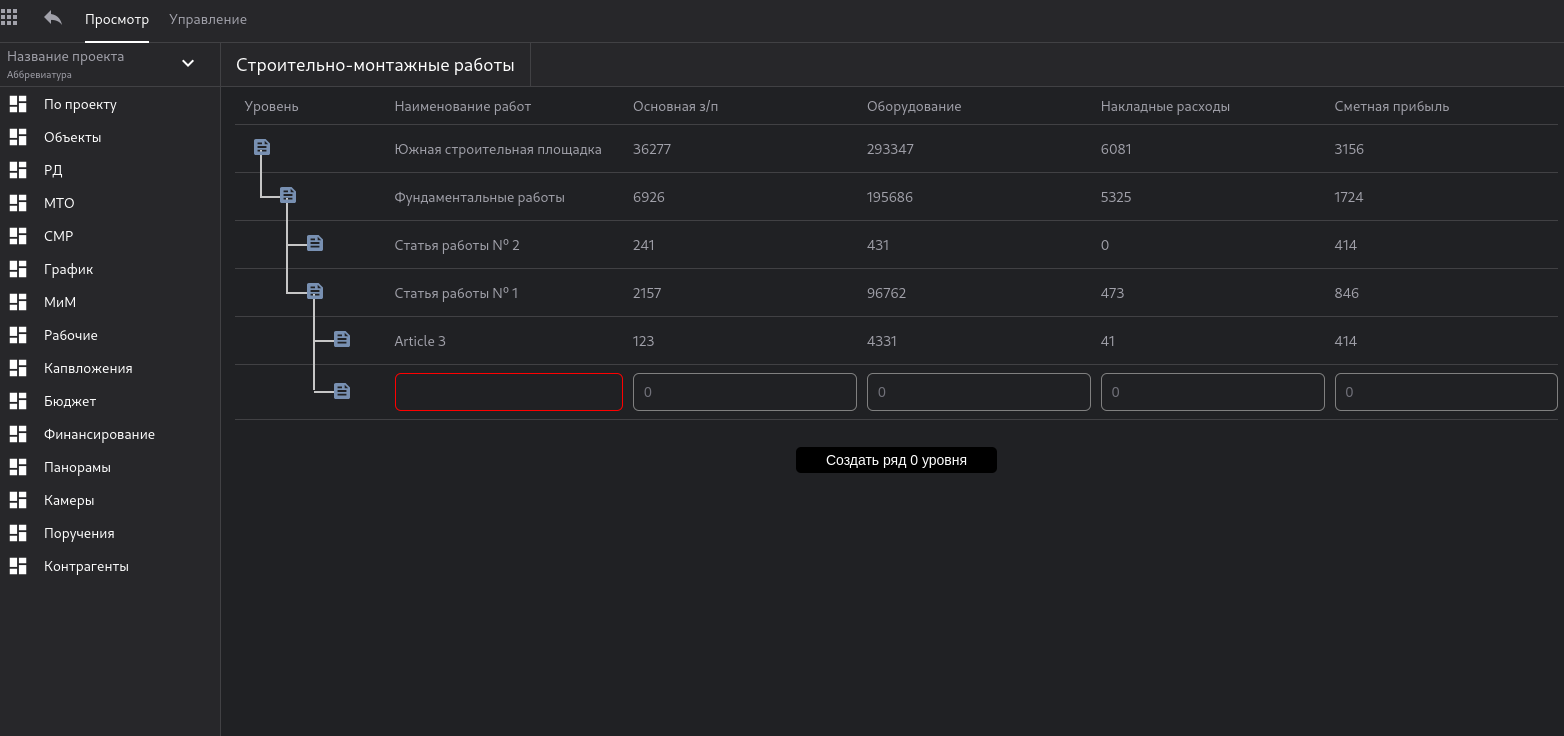 Просмотр Управление
Название проекта
Аббревиатура
Строительно-монтажные работы
По проекту
Объекты
РД
МТО
СМР
График
МиМ
Рабочие
Капвложения
Бюджет
Финансирование
Панорамы
Камеры
Поручения
Контрагенты
Уровень Наименование работ Основная з/п Оборудование Накладные расходы Сметная прибыль
Южная строительная площадка 36277 293347 6081 3156
Фундаментальные работы 6926 195686 5325 1724
Статья работы № 2 241 431 0 414
Статья работы № 1 2157 96762 473 846
Article 3 123 4331 41 414
0 0 0 0
Создать ряд 0 уровня